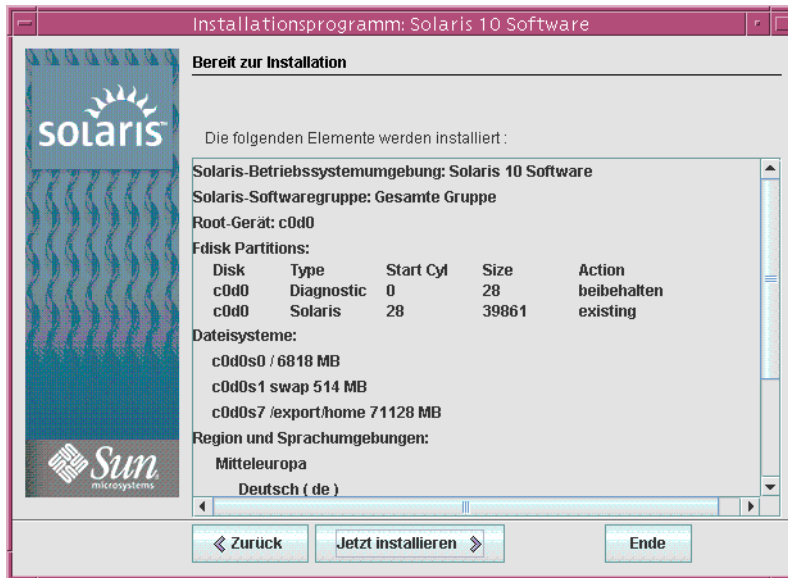 Installationsprogramm: Solaris 10 Software
solaris™
Bereit zur Installation
Die folgenden Elemente werden installiert :
Solaris-Betriebssystemumgebung: Solaris 10 Software
Solaris-Softwaregruppe: Gesamte Gruppe
Root-Gerät: c0d0
Fdisk Partitions:
Disk Type Start Cyl Size Action
c0d0 Diagnostic 0 28 beibehalten
c0d0 Solaris 28 39861 existing
Dateisysteme:
c0d0s0 / 6818 MB
c0d0s1 swap 514 MB
c0d0s7 /export/home 71128 MB
Region und Sprachumgebungen:
Mitteleuropa
Deutsch ( de )
Sun
microsystems
Zurück
Jetzt installieren
Ende